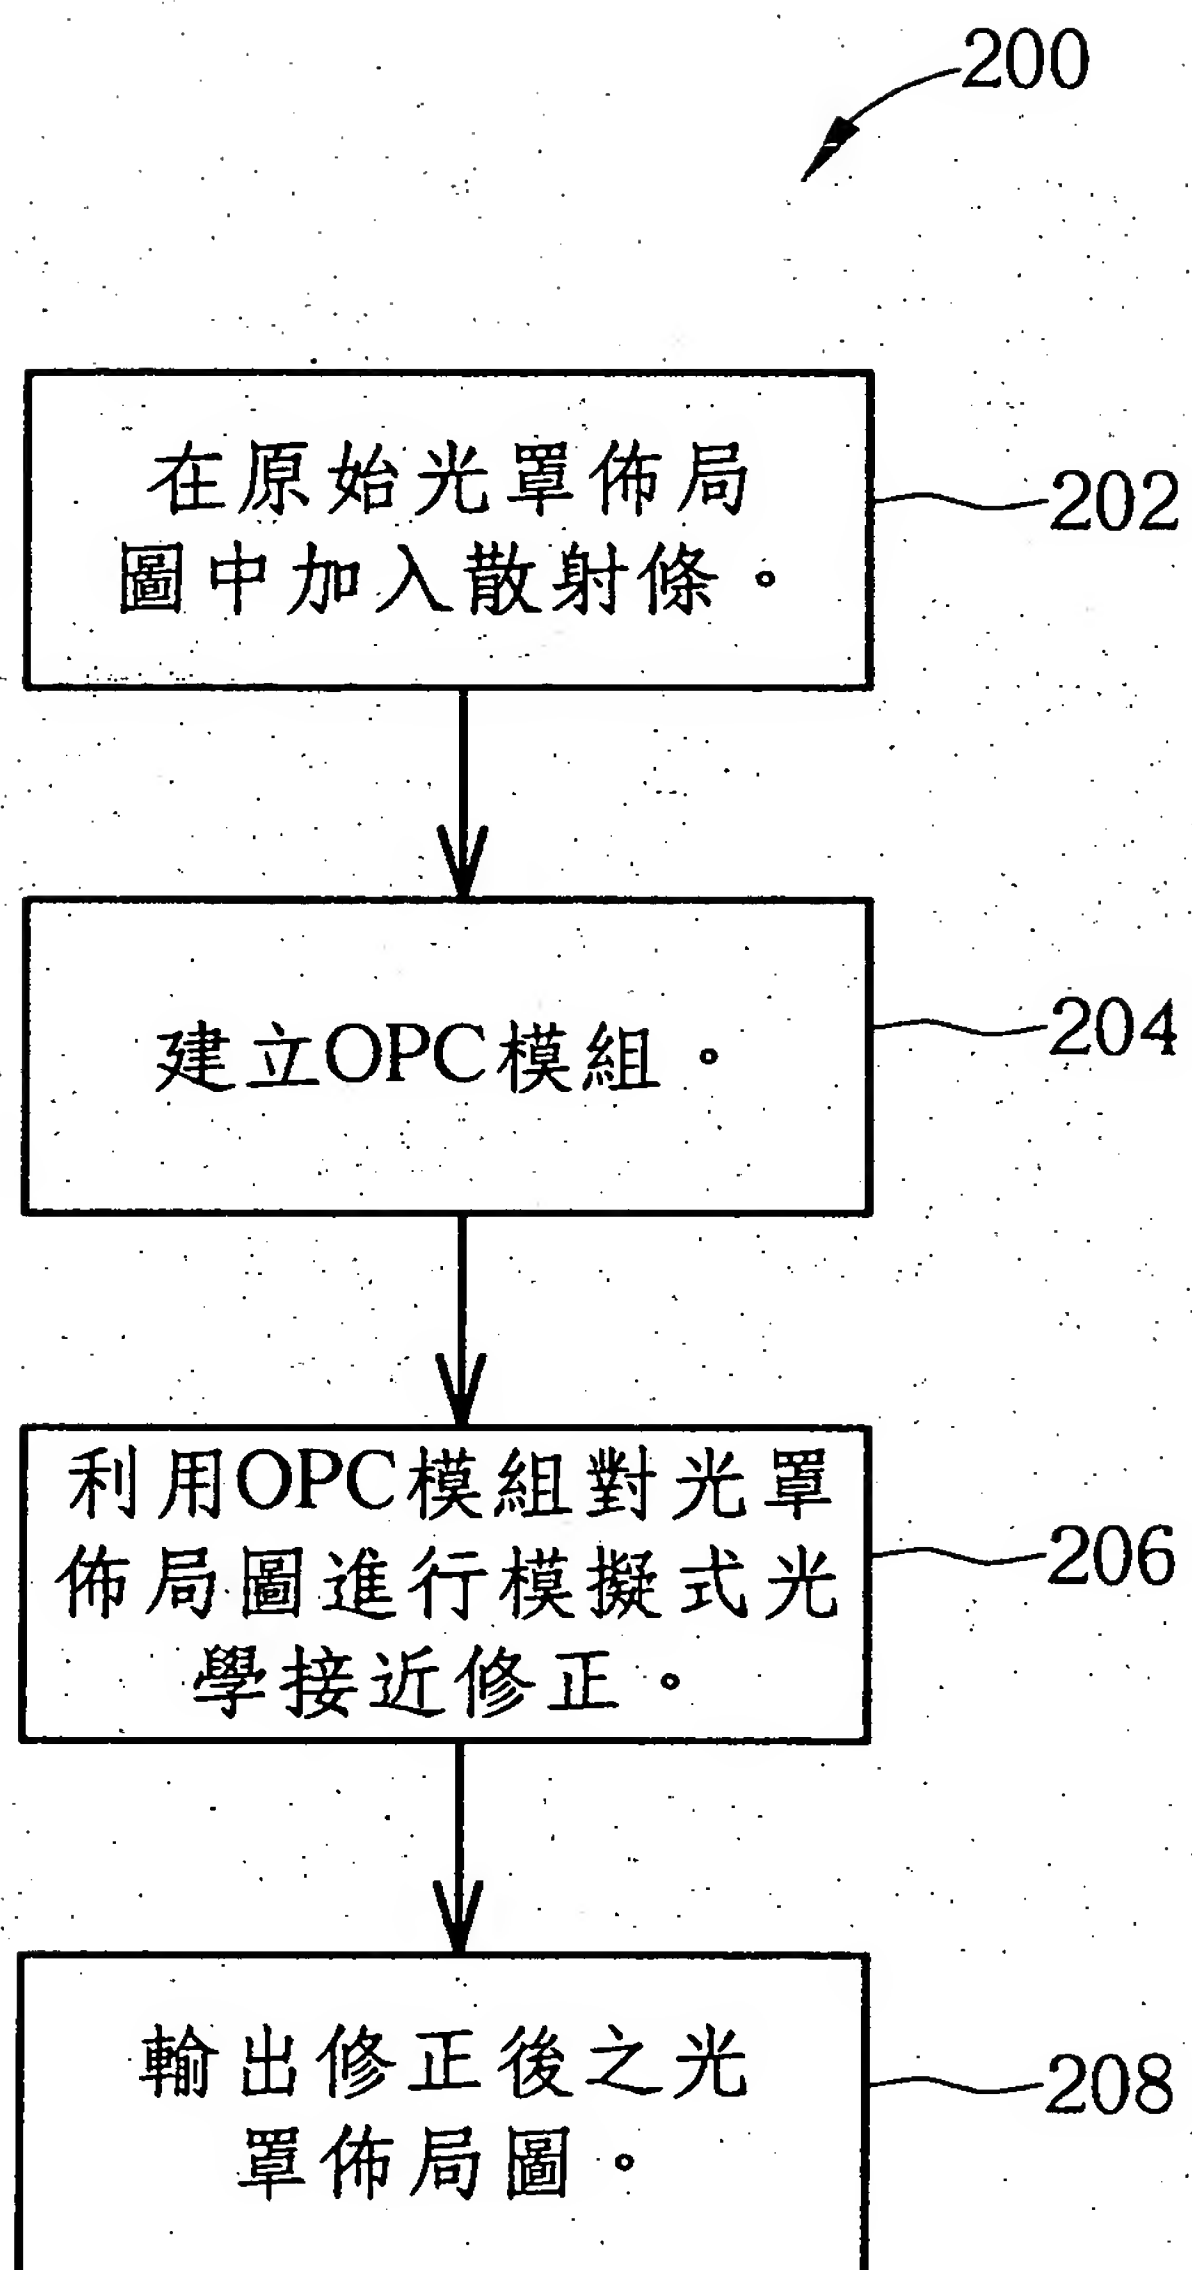 200
在原始光罩佈局
圖中加入散射條。
202
建立OPC模組。
204
利用OPC模組對光罩
佈局圖進行模擬式光
學接近修正。
206
輸出修正後之光
罩佈局圖。
208